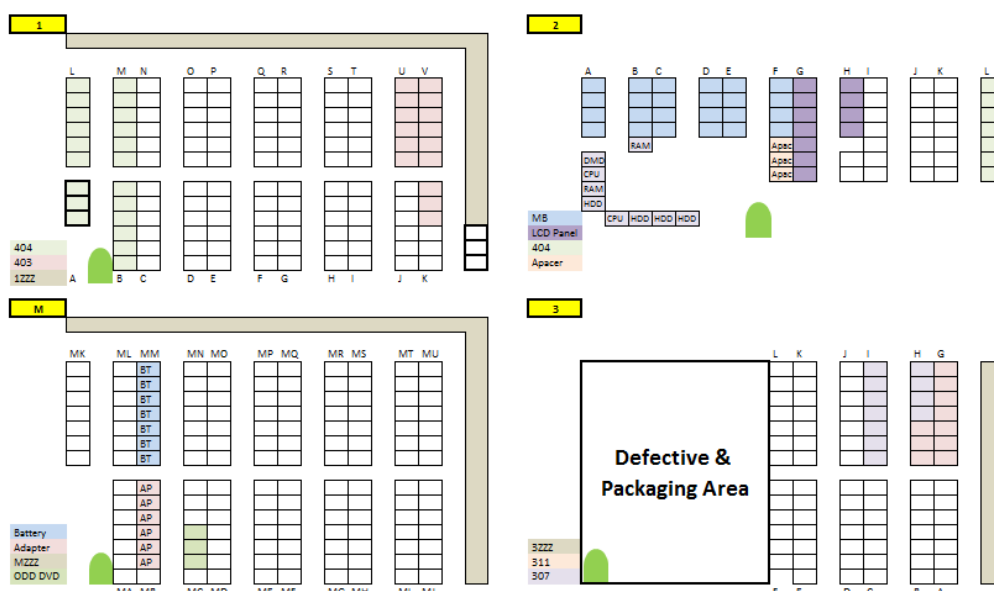 1
L M N O P Q R S T U V
404
403
1ZZZ
A B C D E F G H I J K
2
A B C D E F G H I J K L
RAM Apac
DMD Apac
CPU Apac
RAM
HDD
MB CPU HDD HDD HDD
LCD Panel
404
Apacer
M
MK ML MM MN MO MP MQ MR MS MT MU
BT
BT
BT
BT
BT
BT
BT
AP
AP
AP
Battery AP
Adapter AP
MZZZ AP
ODD DVD
3
L K J I H G
Defective &
Packaging Area
3ZZZ
311
307